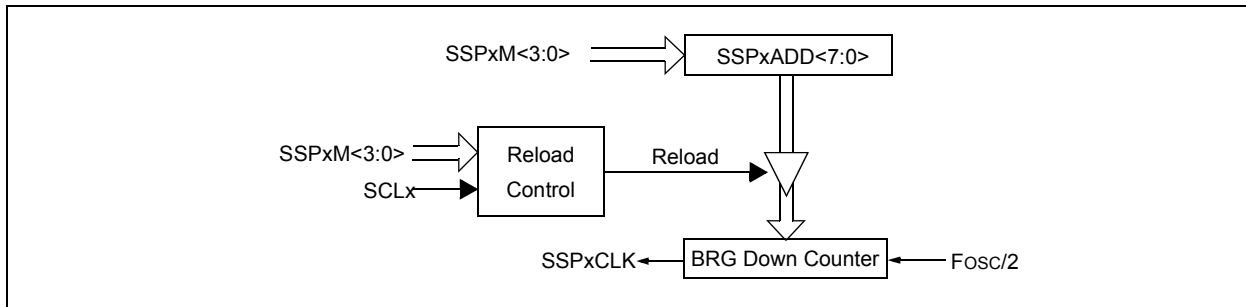 SSPxM<3:0>
SSPxADD<7:0>
SSPxM<3:0>
SCLx
Reload
Control
Reload
SSPxCLK
BRG Down Counter
FOSC/2